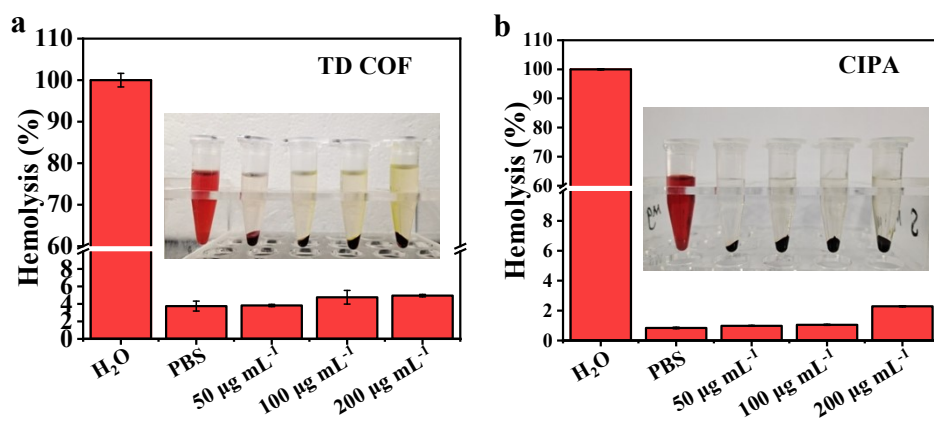 a
TD COF
Hemolysis (%)
110
100
90
80
70
60
8
6
4
2
0
H₂O
PBS
50 μg mL⁻¹
100 μg mL⁻¹
200 μg mL⁻¹
b
CIPA
Hemolysis (%)
110
100
90
80
70
60
8
6
4
2
0
H₂O
PBS
50 μg mL⁻¹
100 μg mL⁻¹
200 μg mL⁻¹